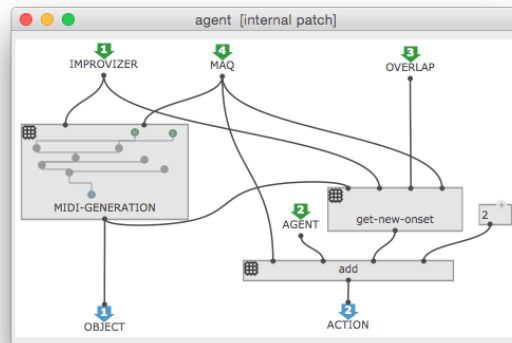 agent [internal patch]
1
4
3
IMPROVIZER
MAQ
OVERLAP
MIDI-GENERATION
2
AGENT
get-new-onset
2
add
1
2
OBJECT
ACTION